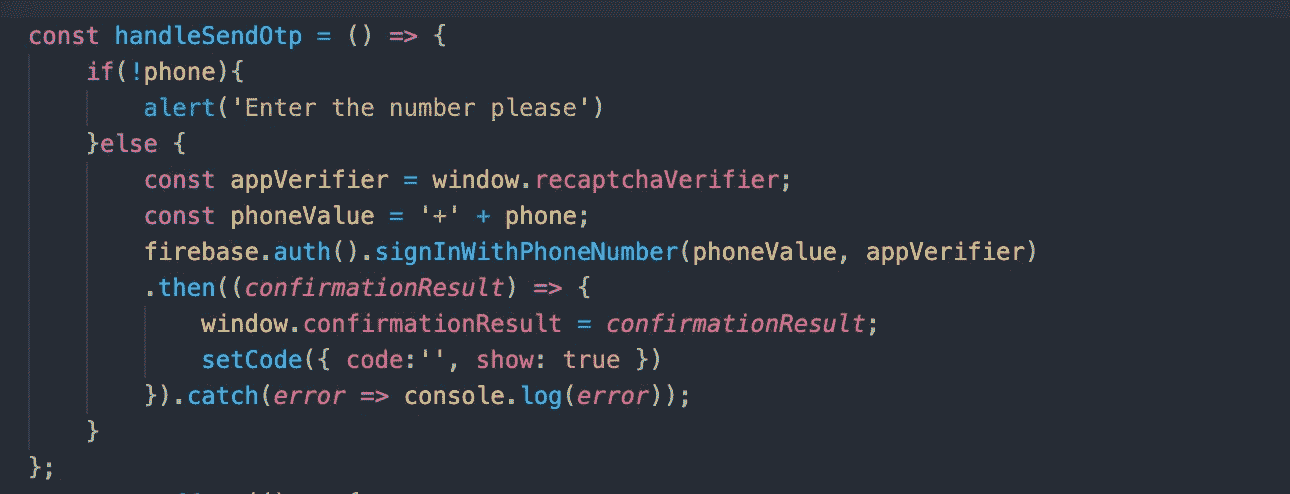 const handleSendOtp = () => {
if(!phone){
alert('Enter the number please')
}else {
const appVerifier = window.recaptchaVerifier;
const phoneValue = '+' + phone;
firebase.auth().signInWithPhoneNumber(phoneValue, appVerifier)
.then((confirmationResult) => {
window.confirmationResult = confirmationResult;
setCode({ code:'', show: true })
}).catch(error => console.log(error));
}
};